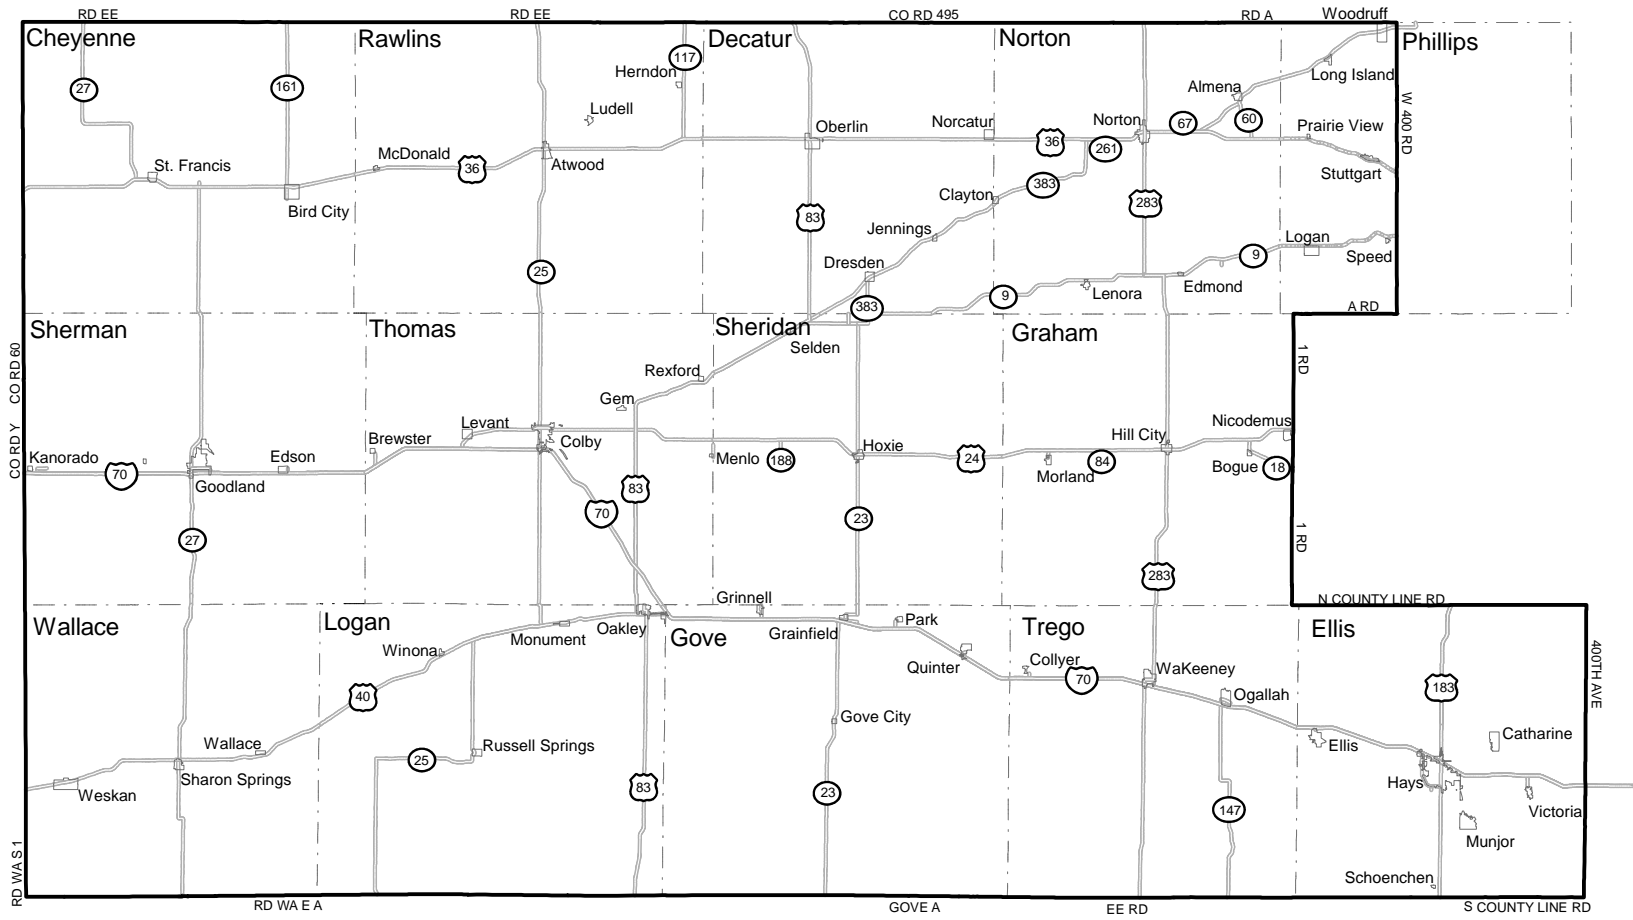 RD EE
RD EE
CO RD 495
RD A
Woodruff
Cheyenne
Rawlins
Decatur
Norton
Phillips
27
161
117
Herndon
Ludell
Long Island
Almena
W 400 RD
Oberlin
Norcatur
Norton
67
60
Prairie View
36
261
McDonald
36
Atwood
St. Francis
Bird City
Stuttgart
383
Clayton
283
83
Jennings
Logan
Speed
9
Dresden
25
Edmond
Lenora
9
383
A RD
Sherman
Thomas
Sheridan
Graham
Selden
CO RD 60
1 RD
Rexford
Gem
Levant
Brewster
Colby
Nicodemus
Hill City
Hoxie
CO RD Y
Kanorado
70
Edson
Goodland
Menlo
188
24
Morland
84
Bogue
18
83
70
27
23
1 RD
283
Grinnell
N COUNTY LINE RD
Wallace
Logan
Monument
Oakley
Gove
Grainfield
Park
Trego
Ellis
Winona
Quinter
Collyer
70
WaKeeney
Ogallah
183
400TH AVE
40
Gove City
Wallace
Russell Springs
25
Ellis
Catharine
Sharon Springs
Weskan
83
23
147
Hays
Victoria
Munjor
RD WA S 1
Schoenchen
RD WA E A
GOVE A
EE RD
S COUNTY LINE RD